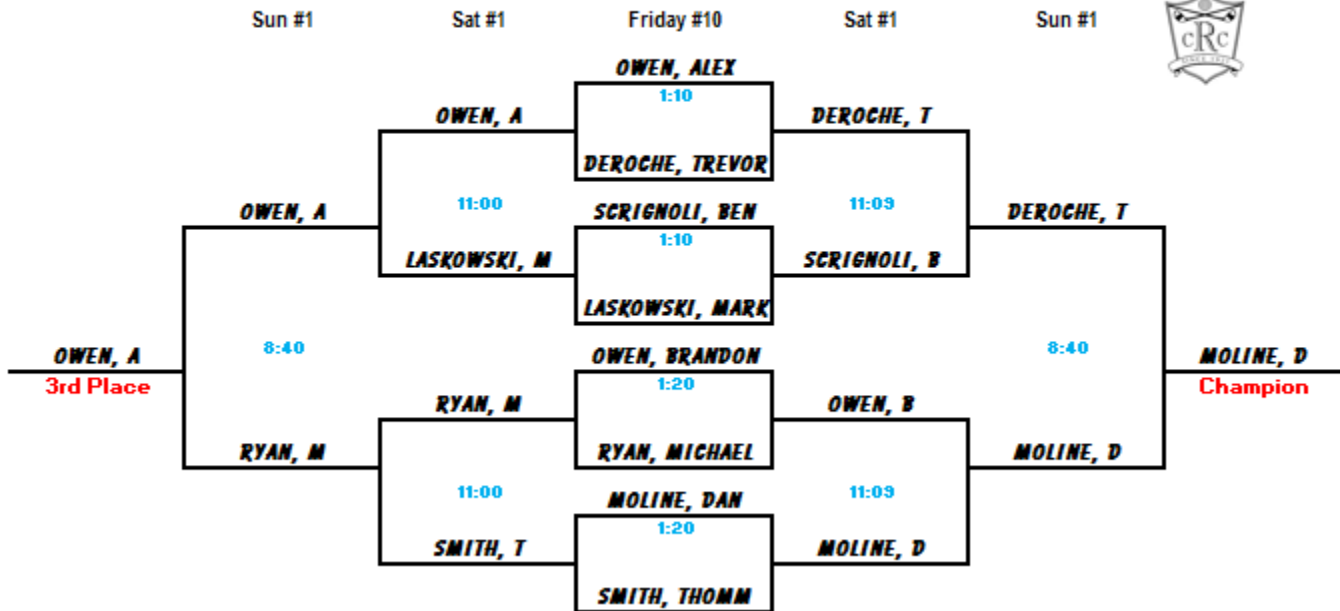 Sun #1 Sat #1 Friday #10 Sat #1 Sun #1
cRc
SINCE 1912
OWEN, ALEX
1:10
OWEN, A DEROCHE, T
DEROCHE, TREVOR
11:00 11:09
OWEN, A SCRIGNOLI, BEN DEROCHE, T
1:10
LASKOWSKI, M SCRIGNOLI, B
LASKOWSKI, MARK
8:40 8:40
OWEN, A OWEN, BRANDON MOLINE, D
3rd Place 1:20 Champion
RYAN, M OWEN, B
RYAN, M RYAN, MICHAEL MOLINE, D
11:00 11:09
MOLINE, DAN
1:20
SMITH, T MOLINE, D
SMITH, THOMM